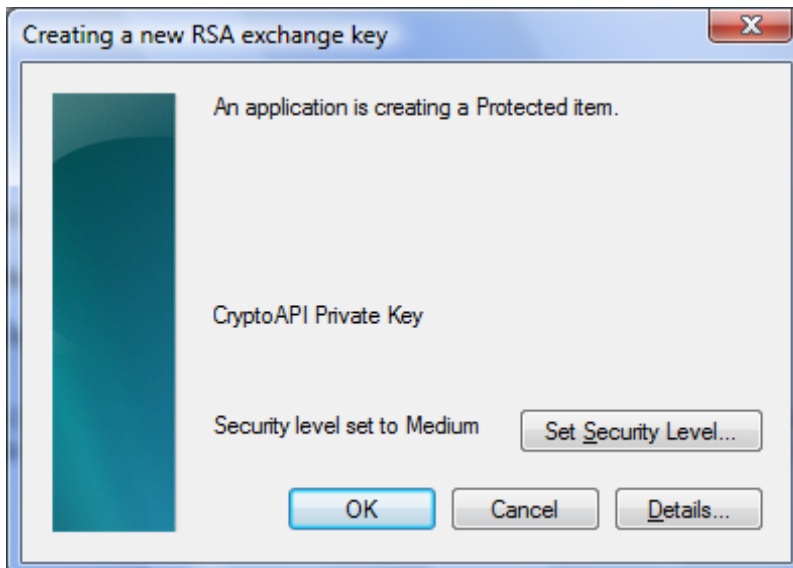 Creating a new RSA exchange key
An application is creating a Protected item.
CryptoAPI Private Key
Security level set to Medium
Set Security Level...
OK
Cancel
Details...